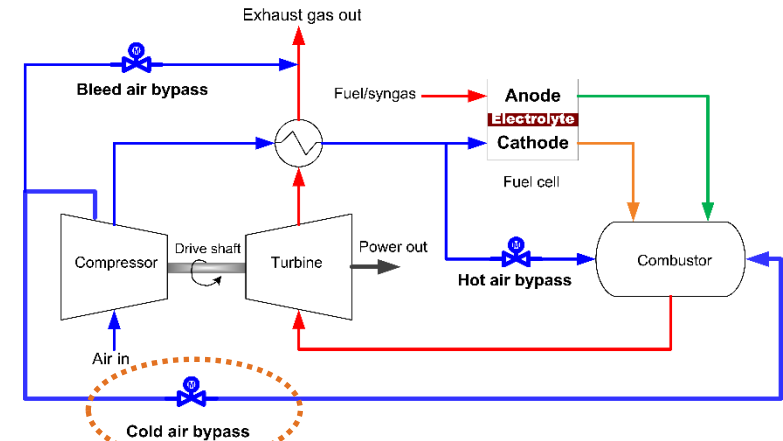 Exhaust gas out
M
Bleed air bypass
Fuel/syngas
Anode
Electrolyte
Cathode
Fuel cell
Compressor
Drive shaft
Turbine
Power out
M
Hot air bypass
Combustor
Air in
M
Cold air bypass